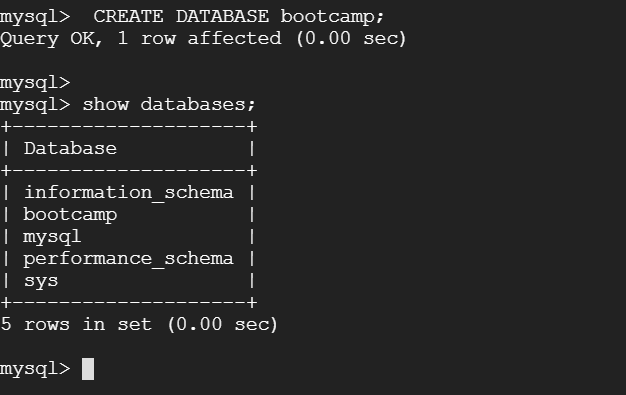 mysql>  CREATE DATABASE bootcamp;
Query OK, 1 row affected (0.00 sec)
mysql>
mysql> show databases;
+--------------------+
| Database           |
+--------------------+
| information_schema |
| bootcamp           |
| mysql              |
| performance_schema |
| sys                |
+--------------------+
5 rows in set (0.00 sec)
mysql>